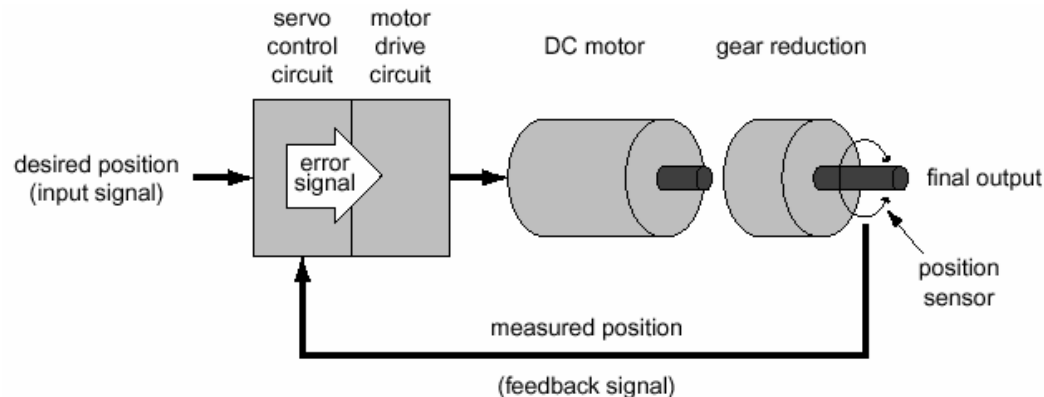 servo
control
circuit
motor
drive
circuit
DC motor
gear reduction
desired position
(input signal)
error
signal
final output
position
sensor
measured position
(feedback signal)